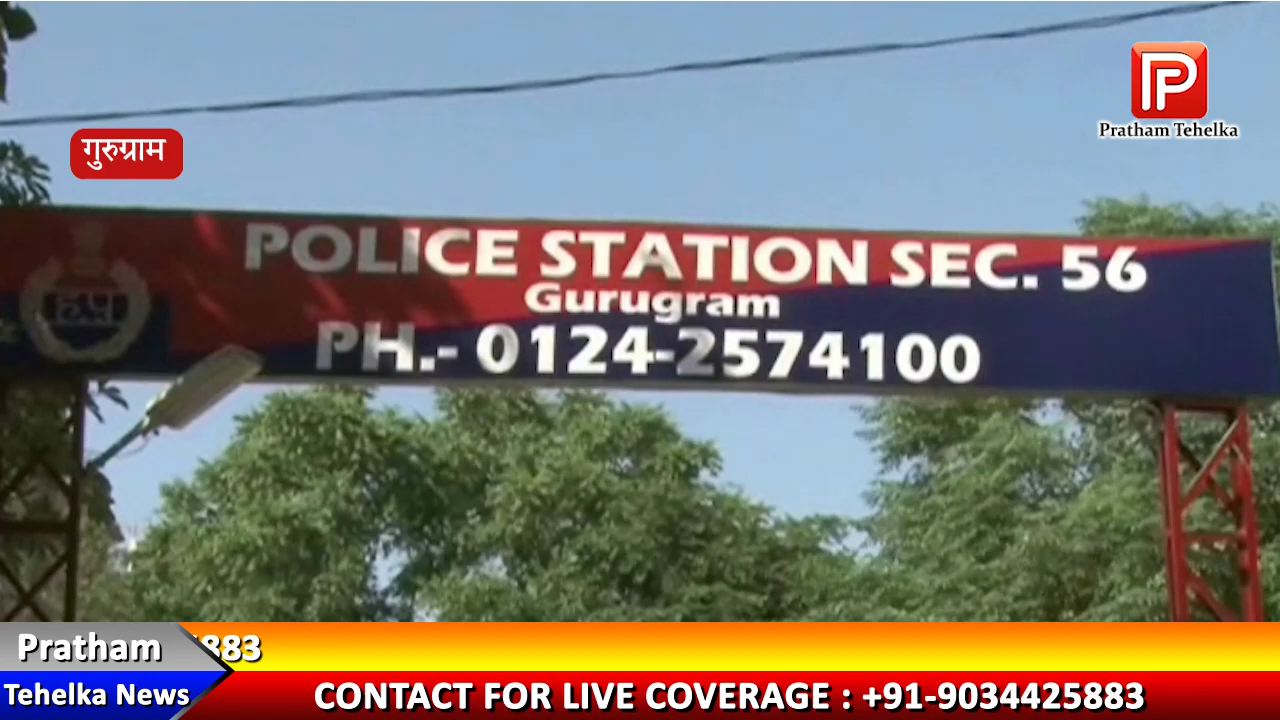 Pratham Tehelka
गुरुग्राम
POLICE STATION SEC. 56
Gurugram
PH.- 0124-2574100
Pratham
883
Tehelka News
CONTACT FOR LIVE COVERAGE : +91-9034425883